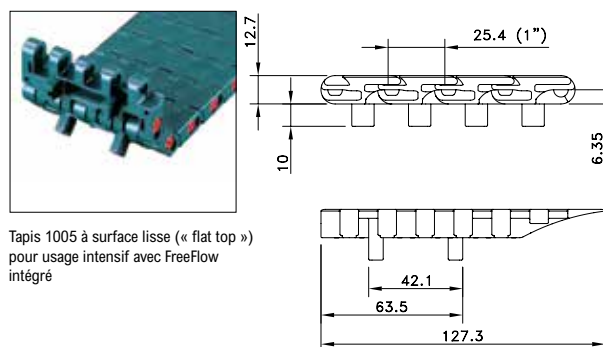 12.7
25.4 (1")
10
6.35
Tapis 1005 à surface lisse (« flat top »)
pour usage intensif avec FreeFlow
intégré
42.1
63.5
127.3